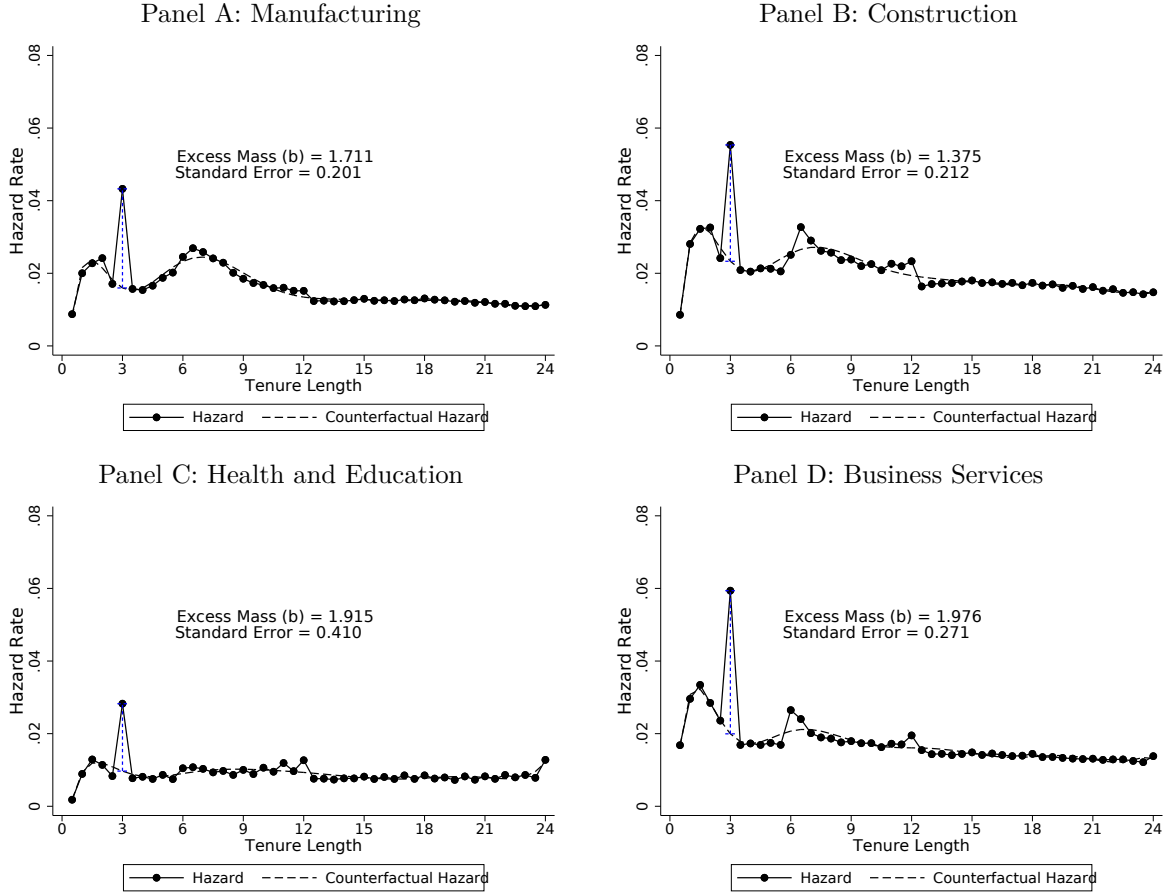 Panel A: Manufacturing
.08
.06
.04
.02
0
Hazard Rate
Excess Mass (b) = 1.711
Standard Error = 0.201
0 3 6 9 12 15 18 21 24
Tenure Length
Hazard Counterfactual Hazard
Panel B: Construction
.08
.06
.04
.02
0
Hazard Rate
Excess Mass (b) = 1.375
Standard Error = 0.212
0 3 6 9 12 15 18 21 24
Tenure Length
Hazard Counterfactual Hazard
Panel C: Health and Education
.08
.06
.04
.02
0
Hazard Rate
Excess Mass (b) = 1.915
Standard Error = 0.410
0 3 6 9 12 15 18 21 24
Tenure Length
Hazard Counterfactual Hazard
Panel D: Business Services
.08
.06
.04
.02
0
Hazard Rate
Excess Mass (b) = 1.976
Standard Error = 0.271
0 3 6 9 12 15 18 21 24
Tenure Length
Hazard Counterfactual Hazard